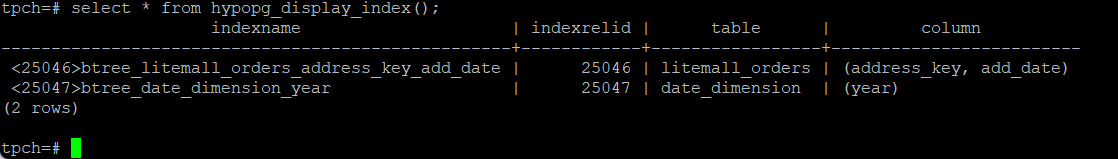 tpch=# select * from hypopg_display_index();
indexname | indexrelid | table | column
--------------------------------------------------+------------+----------------+-------------------------
<25046>btree_litemall_orders_address_key_add_date | 25046 | litemall_orders | (address_key, add_date)
<25047>btree_date_dimension_year | 25047 | date_dimension | (year)
(2 rows)
tpch=#